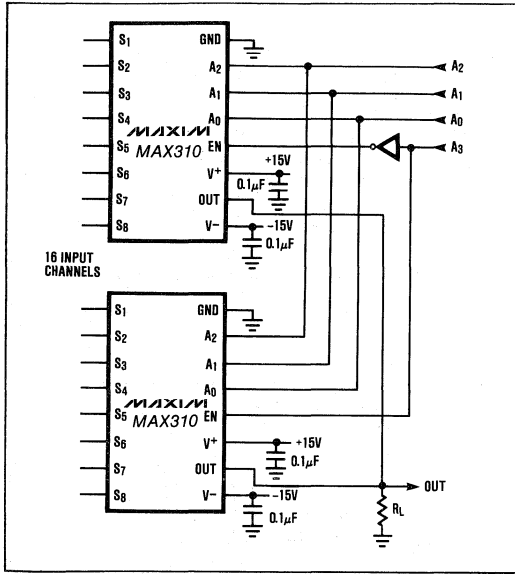 S1 GND
S2 A2 A2
S3 A1 A1
S4 A0 A0
MAXIM
S5 MAX310 EN A3
+15V
S6 V+
0.1µF
S7 OUT
S8 V− −15V
0.1µF
16 INPUT
CHANNELS
S1 GND
S2 A2
S3 A1
S4 A0
MAXIM
S5 MAX310 EN
S6 V+ +15V
0.1µF
S7 OUT OUT
S8 V− −15V
RL
0.1µF